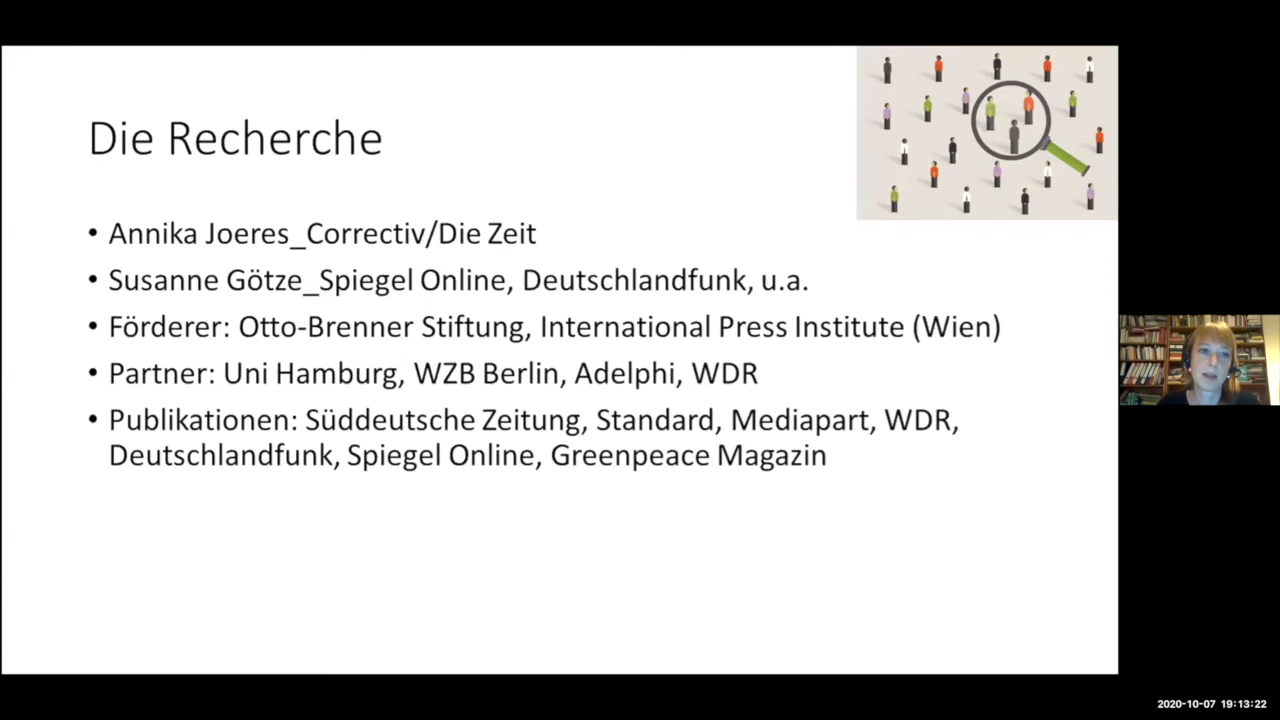 Die Recherche
• Annika Joeres_Correctiv/Die Zeit
• Susanne Götze_Spiegel Online, Deutschlandfunk, u.a.
• Förderer: Otto-Brenner Stiftung, International Press Institute (Wien)
• Partner: Uni Hamburg, WZB Berlin, Adelphi, WDR
• Publikationen: Süddeutsche Zeitung, Standard, Mediapart, WDR,
Deutschlandfunk, Spiegel Online, Greenpeace Magazin
2020-10-07 19:13:22